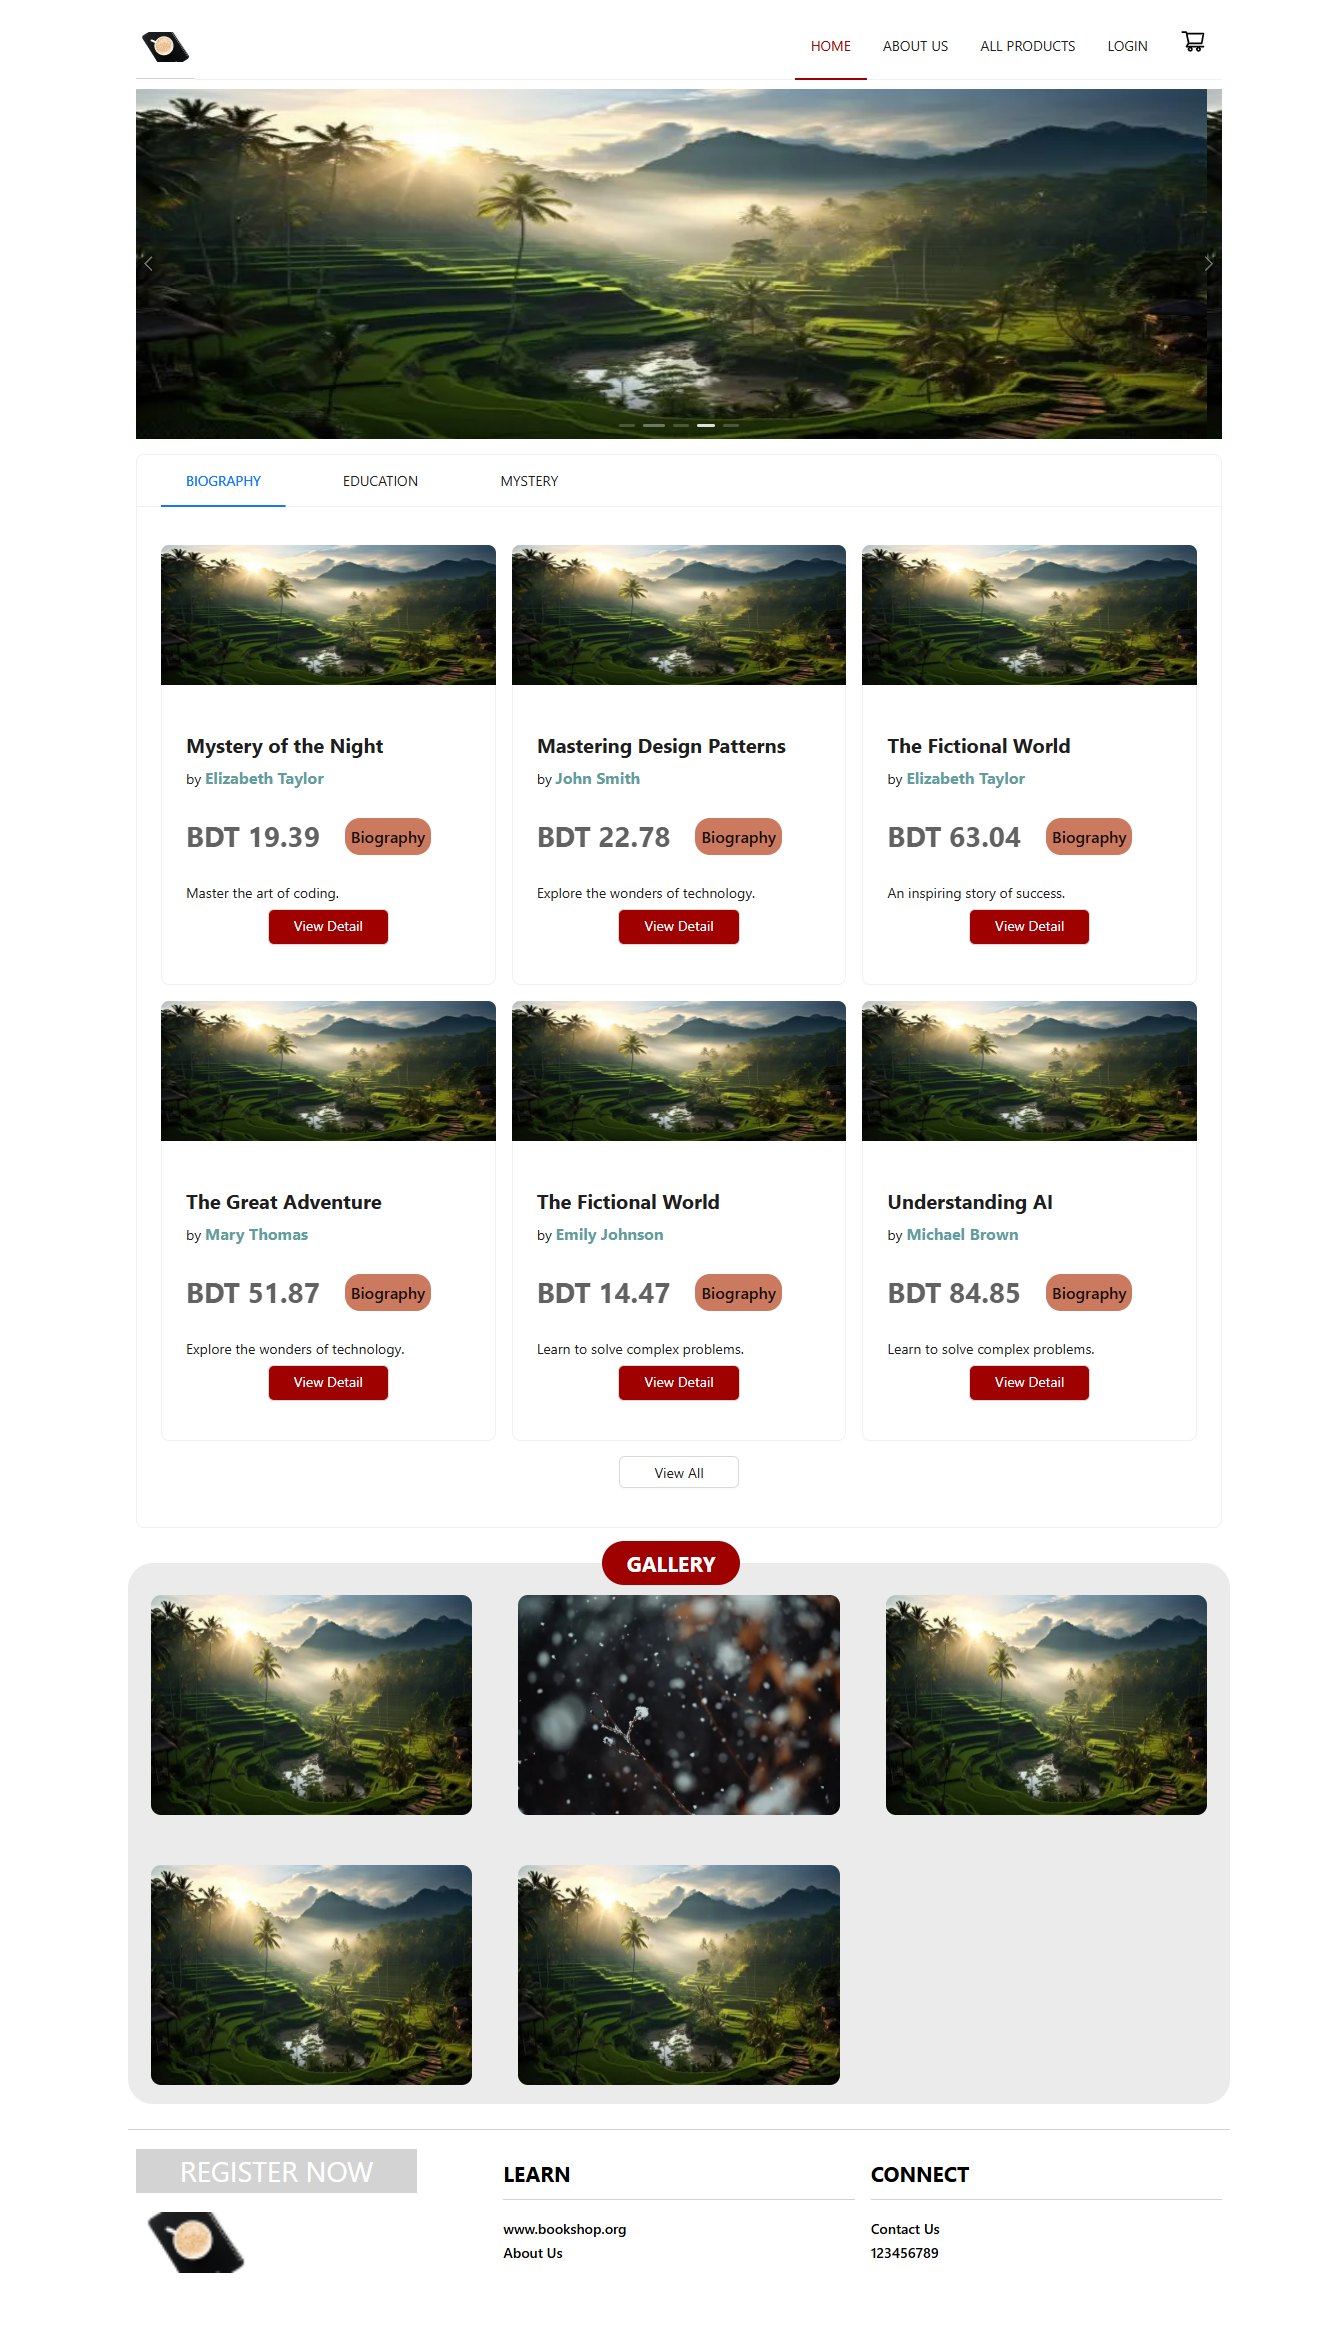 HOME ABOUT US ALL PRODUCTS LOGIN
BIOGRAPHY EDUCATION MYSTERY
Mystery of the Night
by Elizabeth Taylor
BDT 19.39 Biography
Master the art of coding.
View Detail
Mastering Design Patterns
by John Smith
BDT 22.78 Biography
Explore the wonders of technology.
View Detail
The Fictional World
by Elizabeth Taylor
BDT 63.04 Biography
An inspiring story of success.
View Detail
The Great Adventure
by Mary Thomas
BDT 51.87 Biography
Explore the wonders of technology.
View Detail
The Fictional World
by Emily Johnson
BDT 14.47 Biography
Learn to solve complex problems.
View Detail
Understanding AI
by Michael Brown
BDT 84.85 Biography
Learn to solve complex problems.
View Detail
View All
GALLERY
REGISTER NOW
LEARN
www.bookshop.org
About Us
CONNECT
Contact Us
123456789